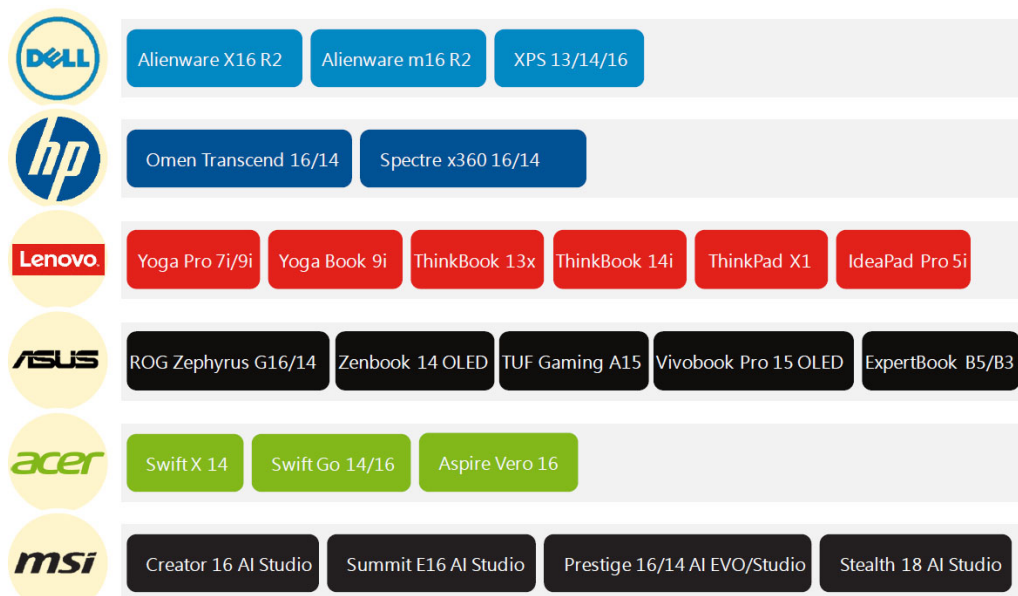 DELL
Alienware X16 R2
Alienware m16 R2
XPS 13/14/16
hp
Omen Transcend 16/14
Spectre x360 16/14
Lenovo.
Yoga Pro 7i/9i
Yoga Book 9i
ThinkBook 13x
ThinkBook 14i
ThinkPad X1
IdeaPad Pro 5i
ASUS
ROG Zephyrus G16/14
Zenbook 14 OLED
TUF Gaming A15
Vivobook Pro 15 OLED
ExpertBook B5/B3
acer
Swift X 14
Swift Go 14/16
Aspire Vero 16
msi
Creator 16 AI Studio
Summit E16 AI Studio
Prestige 16/14 AI EVO/Studio
Stealth 18 AI Studio